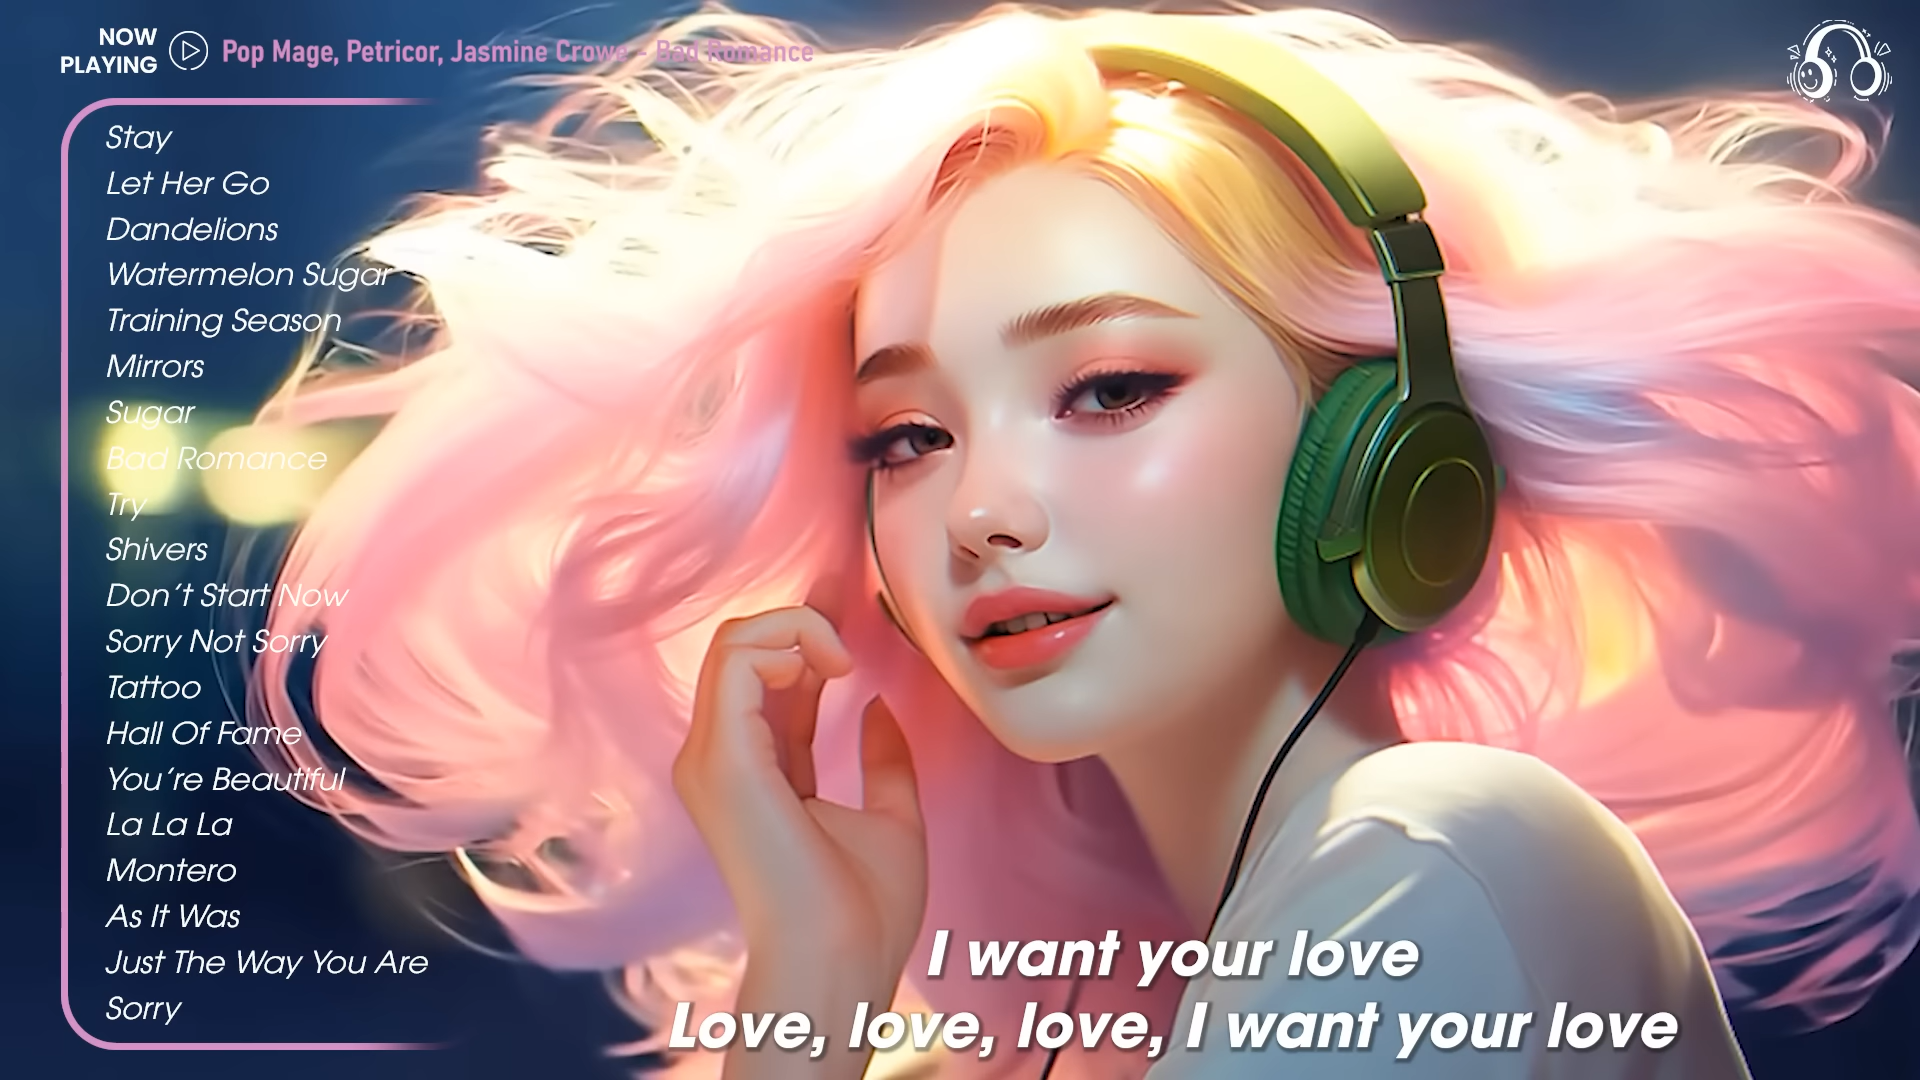 NOW
PLAYING
Pop Mage, Petricor, Jasmine Crowe - Bad Romance
Stay
Let Her Go
Dandelions
Watermelon Sugar
Training Season
Mirrors
Sugar
Bad Romance
Try
Shivers
Don't Start Now
Sorry Not Sorry
Tattoo
Hall Of Fame
You're Beautiful
La La La
Montero
As It Was
Just The Way You Are
Sorry
I want your love
Love, love, love, I want your love